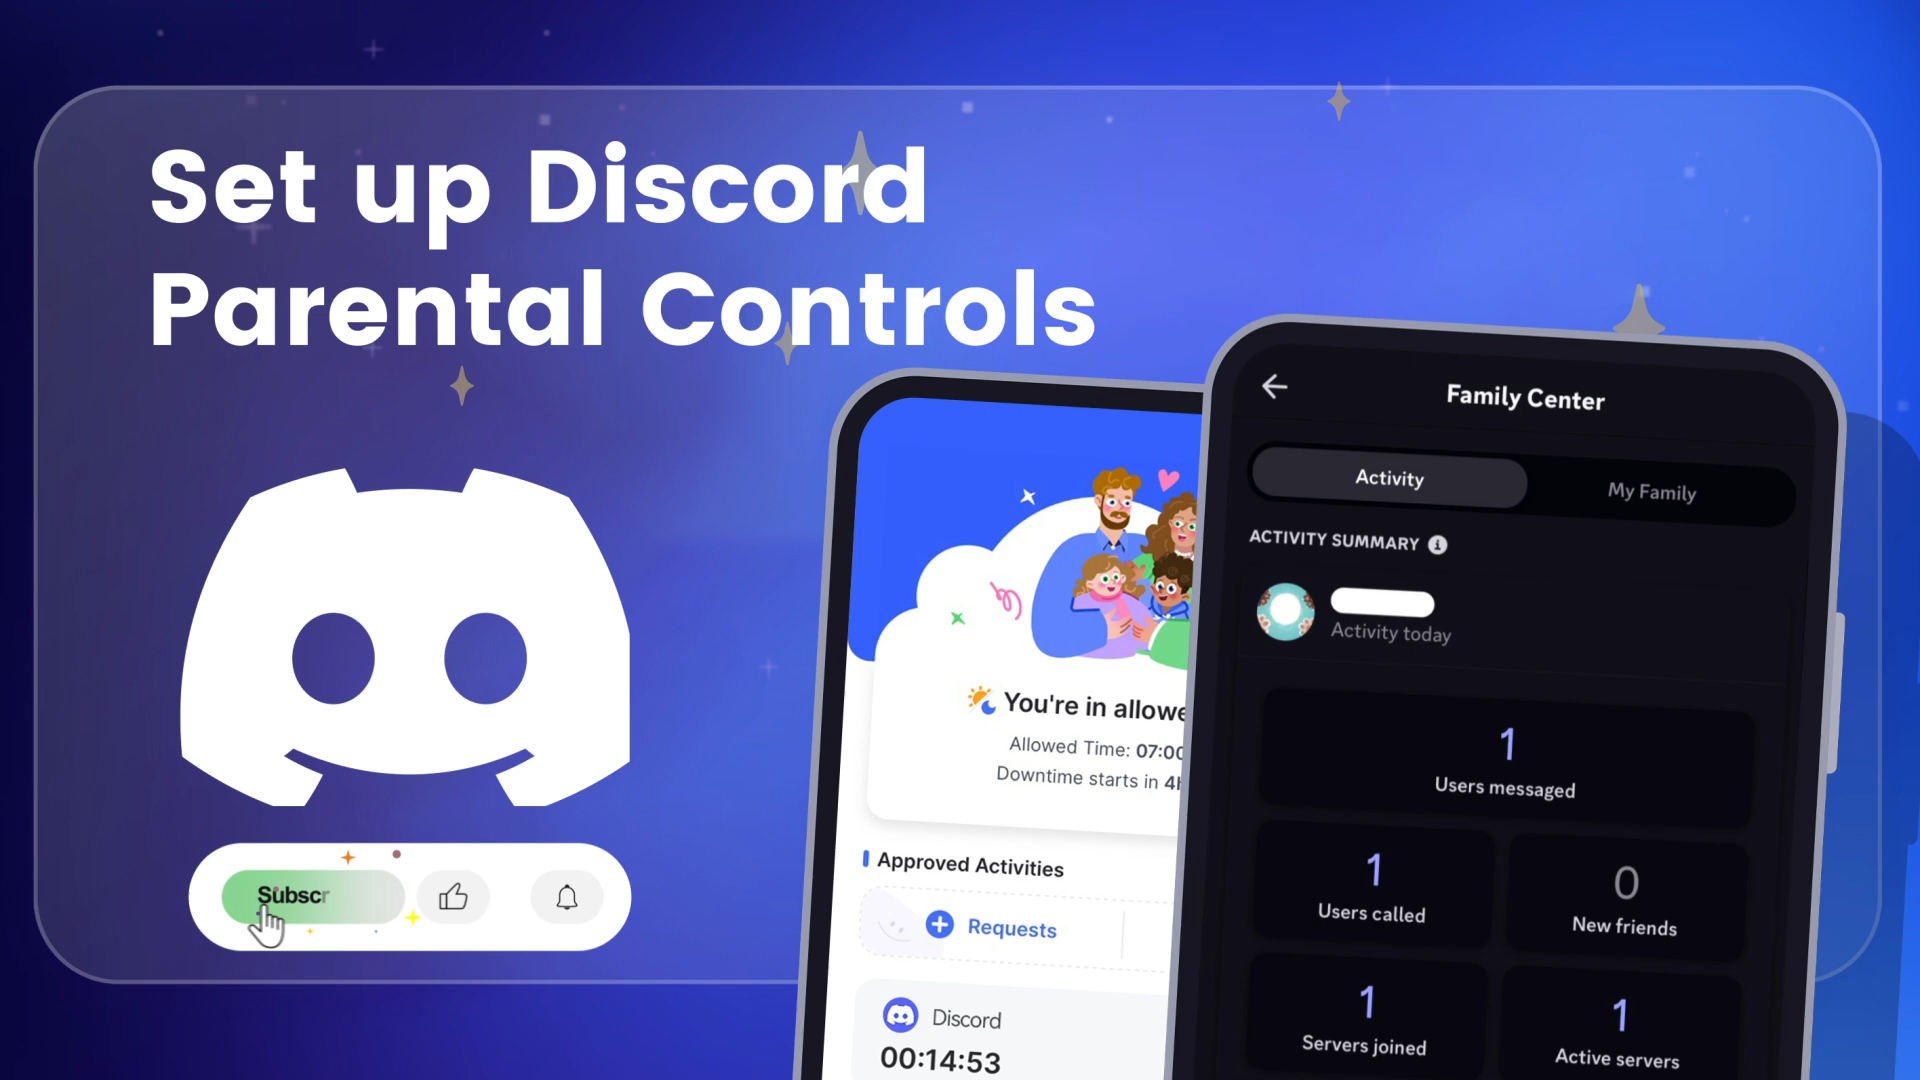 Set up Discord
Parental Controls
Subscr
You're in allowe
Allowed Time: 07:00
Downtime starts in 4h
Approved Activities
Requests
Discord
00:14:53
Family Center
Activity
My Family
ACTIVITY SUMMARY
Activity today
1
Users messaged
1
Users called
0
New friends
1
Servers joined
1
Active servers